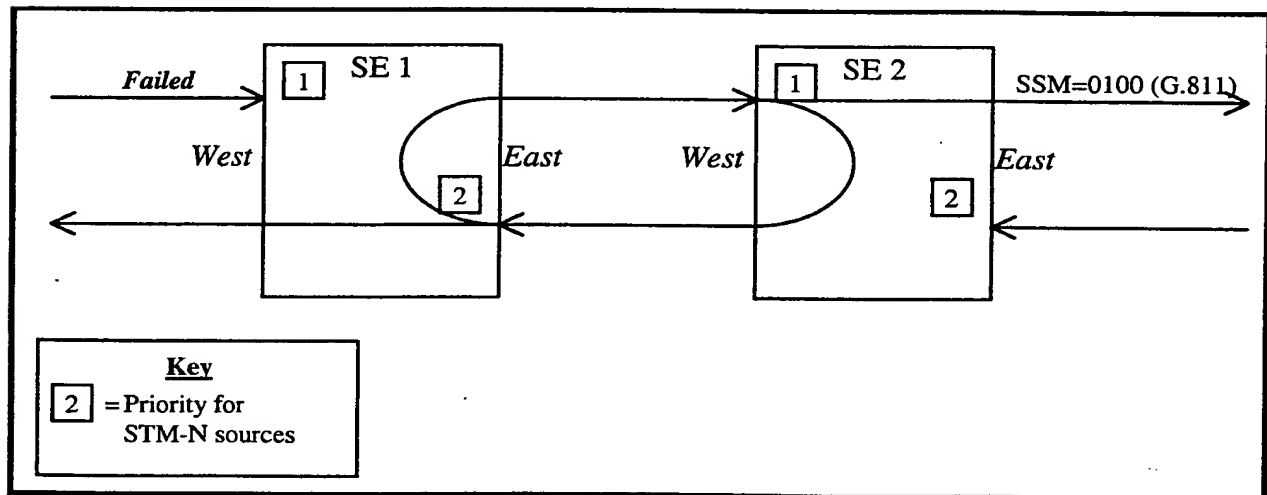 Failed
1
SE 1
1
SE 2
SSM=0100 (G.811)
West
East
West
East
2
2
Key
2 = Priority for
STM-N sources